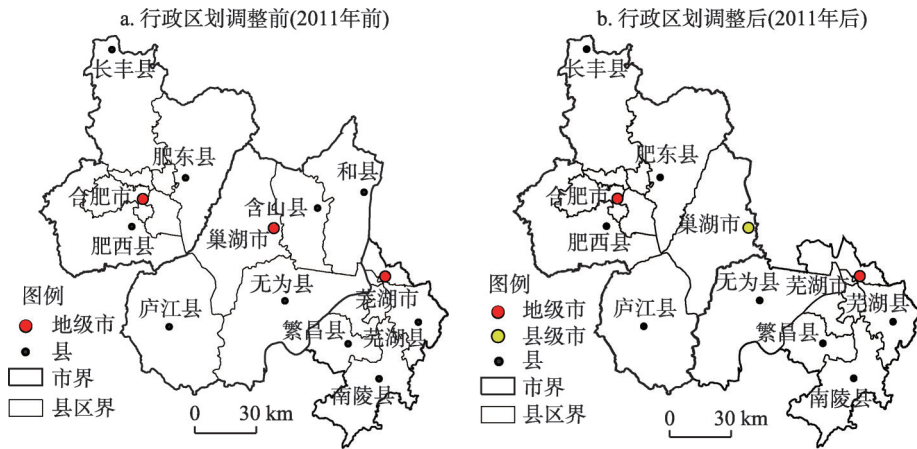 a. 行政区划调整前(2011年前)
长丰县
肥东县
和县
合肥市
含山县
肥西县
巢湖市
无为县
芜湖市
庐江县
繁昌县
芜湖县
南陵县
图例
地级市
县
市界
县区界
0 30 km
b. 行政区划调整后(2011年后)
长丰县
肥东县
合肥市
肥西县
巢湖市
无为县
芜湖市
庐江县
芜湖县
繁昌县
南陵县
图例
地级市
县级市
县
市界
县区界
0 30 km